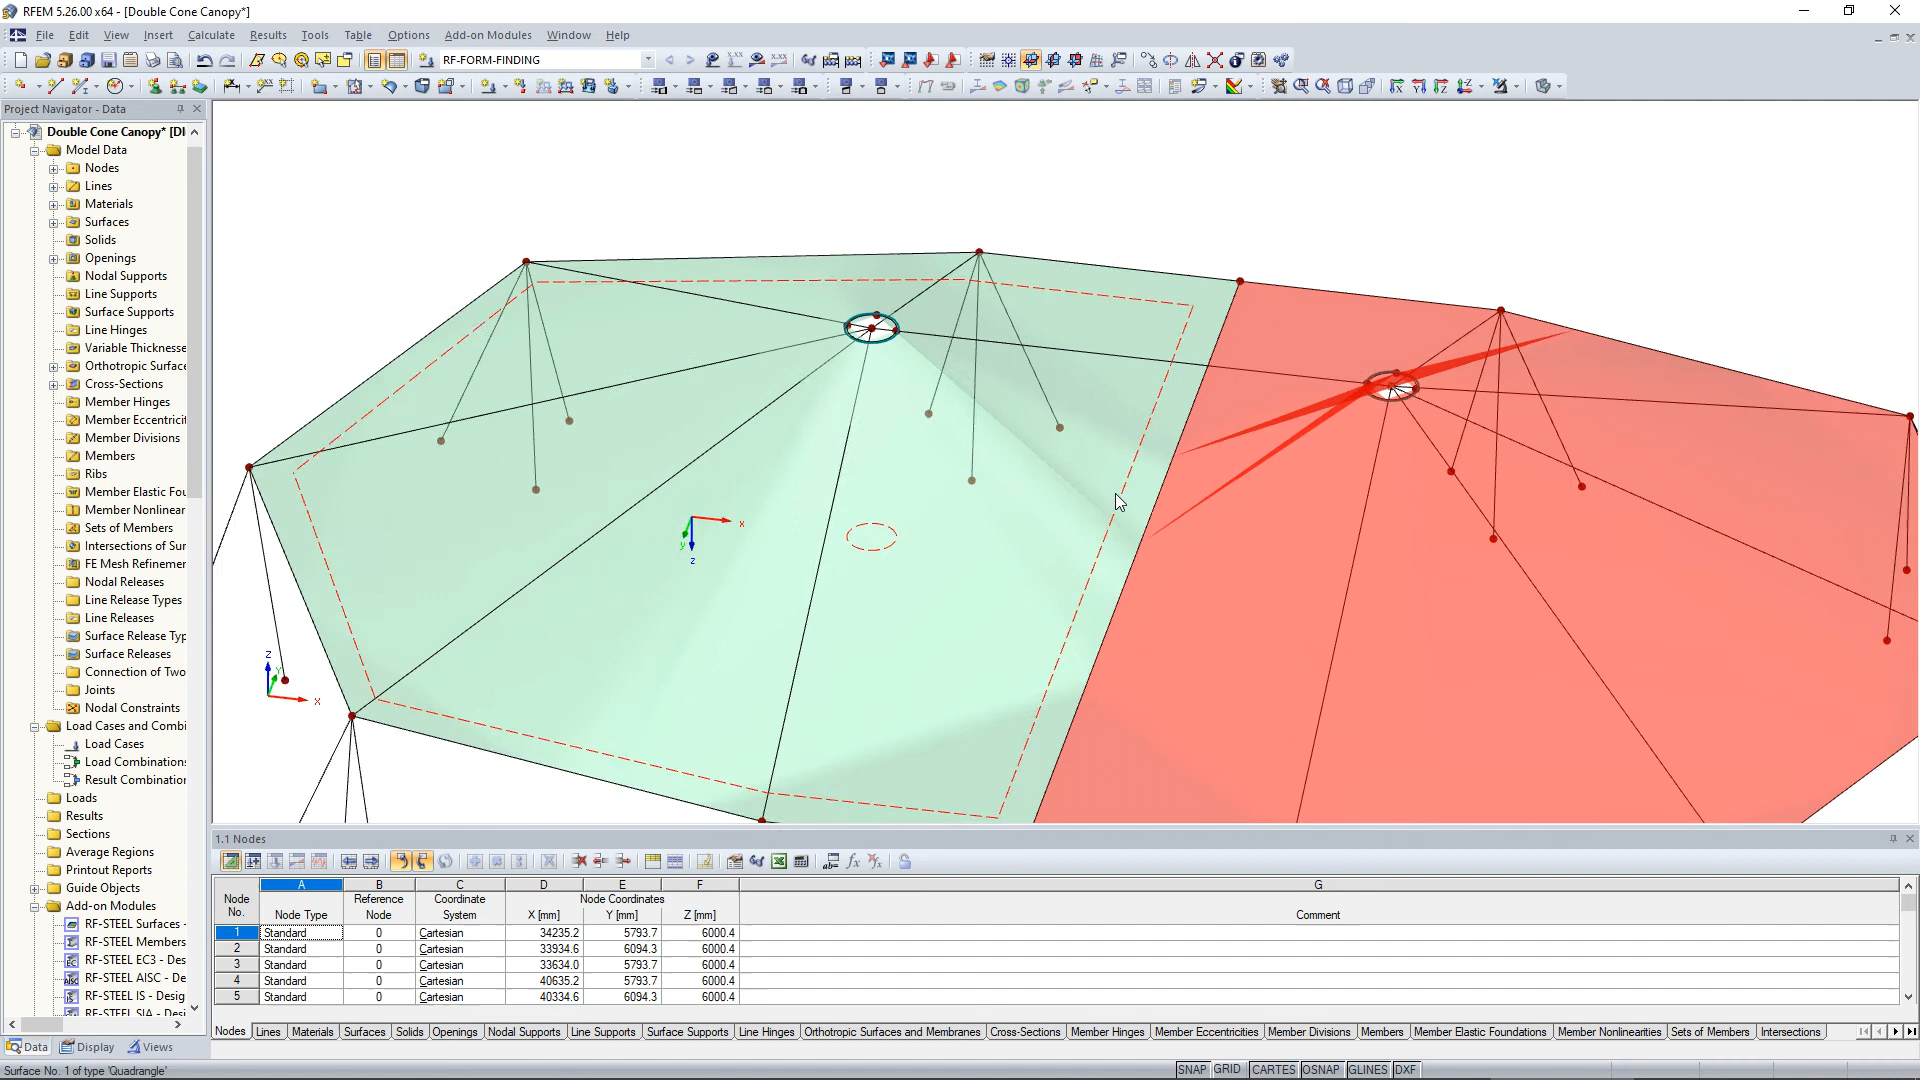 RFEM 5.26.00 x64 - [Double Cone Canopy*]
File Edit View Insert Calculate Results Tools Table Options Add-on Modules Window Help
RF-FORM-FINDING
Project Navigator - Data
Double Cone Canopy* [Dl
Model Data
Nodes
Lines
Materials
Surfaces
Solids
Openings
Nodal Supports
Line Supports
Surface Supports
Line Hinges
Variable Thicknesse
Orthotropic Surface
Cross-Sections
Member Hinges
Member Eccentricit
Member Divisions
Members
Ribs
Member Elastic Fou
Member Nonlinear
Sets of Members
Intersections of Sur
FE Mesh Refinemer
Nodal Releases
Line Release Types
Line Releases
Surface Release Typ
Surface Releases
Connection of Two
Joints
Nodal Constraints
Load Cases and Combi
Load Cases
Load Combinations
Result Combination
Loads
Results
Sections
Average Regions
Printout Reports
Guide Objects
Add-on Modules
RF-STEEL Surfaces -
RF-STEEL Members
RF-STEEL EC3 - Des
RF-STEEL AISC - De
RF-STEEL IS - Desig
RF-STEEL SIA - Desi
Data Display Views
x
y
z
Z
Y
X
1.1 Nodes
A B C D E F G
Node Reference Coordinate Node Coordinates
No. Node Type Node System X [mm] Y [mm] Z [mm] Comment
1 Standard 0 Cartesian 34235.2 5793.7 6000.4
2 Standard 0 Cartesian 33934.6 6094.3 6000.4
3 Standard 0 Cartesian 33634.0 5793.7 6000.4
4 Standard 0 Cartesian 40635.2 5793.7 6000.4
5 Standard 0 Cartesian 40334.6 6094.3 6000.4
Nodes Lines Materials Surfaces Solids Openings Nodal Supports Line Supports Surface Supports Line Hinges Orthotropic Surfaces and Membranes Cross-Sections Member Hinges Member Eccentricities Member Divisions Members Member Elastic Foundations Member Nonlinearities Sets of Members Intersections
Surface No. 1 of type 'Quadrangle'
SNAP GRID CARTES OSNAP GLINES DXF